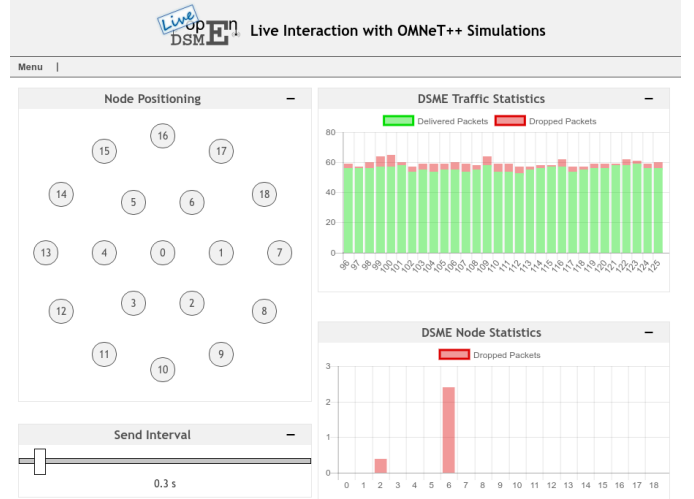 Live
open
DSME
Live Interaction with OMNeT++ Simulations
Menu |
Node Positioning −
16
15 17
14 18
5 6
13 4 0 1 7
3 2
12 8
11 9
10
Send Interval −
0.3 s
DSME Traffic Statistics −
Delivered Packets Dropped Packets
80
60
40
20
0
96 97 98 99 100 101 102 103 104 105 106 107 108 109 110 111 112 113 114 115 116 117 118 119 120 121 122 123 124 125
DSME Node Statistics −
Dropped Packets
3
2
1
0
0 1 2 3 4 5 6 7 8 9 10 11 12 13 14 15 16 17 18